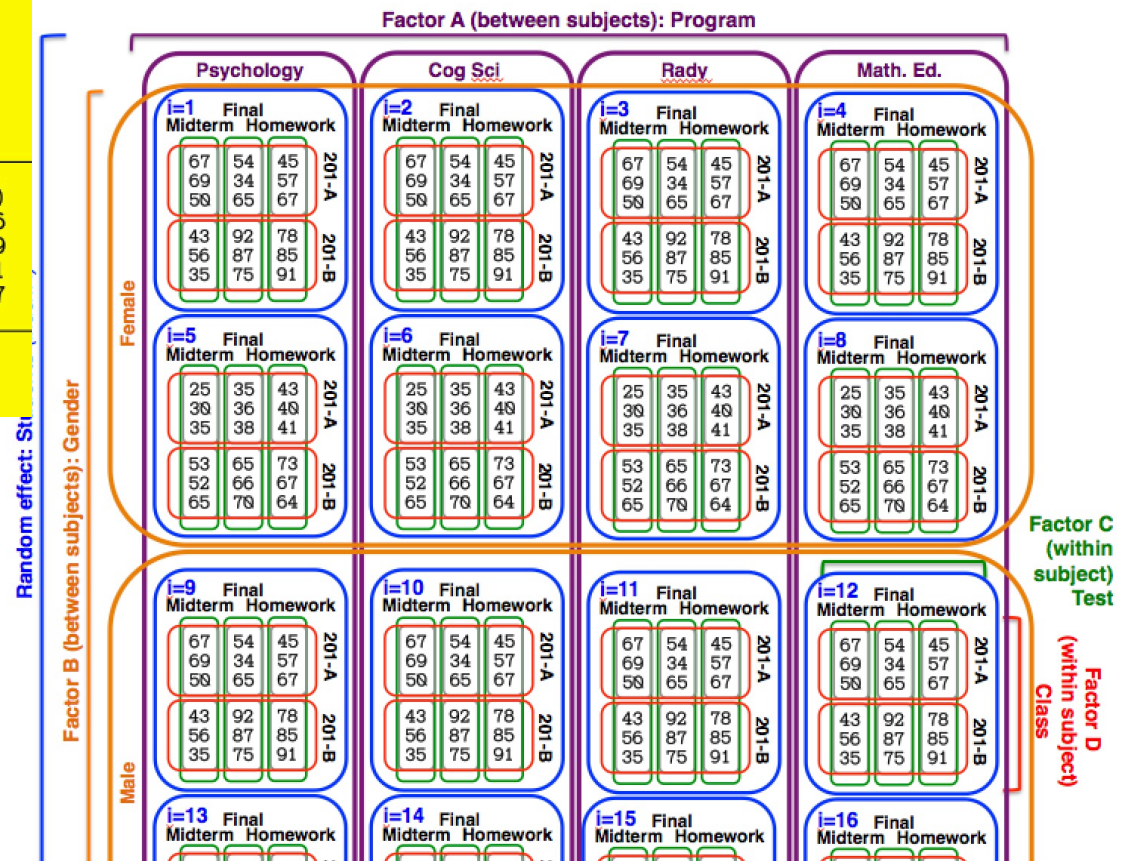 Factor A (between subjects): Program
Psychology Cog Sci Rady Math. Ed.
Random effect:
Factor B (between subjects): Gender
Female
i=1 Final i=2 Final i=3 Final i=4 Final
Midterm Homework Midterm Homework Midterm Homework Midterm Homework
67 54 45 67 54 45 67 54 45 67 54 45
69 34 57 69 34 57 69 34 57 69 34 57
50 65 67 50 65 67 50 65 67 50 65 67
201-A 201-A 201-A 201-A
43 92 78 43 92 78 43 92 78 43 92 78
56 87 85 56 87 85 56 87 85 56 87 85
35 75 91 35 75 91 35 75 91 35 75 91
201-B 201-B 201-B 201-B
i=5 Final i=6 Final i=7 Final i=8 Final
Midterm Homework Midterm Homework Midterm Homework Midterm Homework
25 35 43 25 35 43 25 35 43 25 35 43
30 36 40 30 36 40 30 36 40 30 36 40
35 38 41 35 38 41 35 38 41 35 38 41
201-A 201-A 201-A 201-A
53 65 73 53 65 73 53 65 73 53 65 73
52 66 67 52 66 67 52 66 67 52 66 67
65 70 64 65 70 64 65 70 64 65 70 64
201-B 201-B 201-B 201-B
Factor C
(within
subject)
Test
Male
i=9 Final i=10 Final i=11 Final i=12 Final
Midterm Homework Midterm Homework Midterm Homework Midterm Homework
67 54 45 67 54 45 67 54 45 67 54 45
69 34 57 69 34 57 69 34 57 69 34 57
50 65 67 50 65 67 50 65 67 50 65 67
201-A 201-A 201-A 201-A
43 92 78 43 92 78 43 92 78 43 92 78
56 87 85 56 87 85 56 87 85 56 87 85
35 75 91 35 75 91 35 75 91 35 75 91
201-B 201-B 201-B 201-B
Factor D
(within subject)
Class
i=13 Final i=14 Final i=15 Final i=16 Final
Midterm Homework Midterm Homework Midterm Homework Midterm Homework